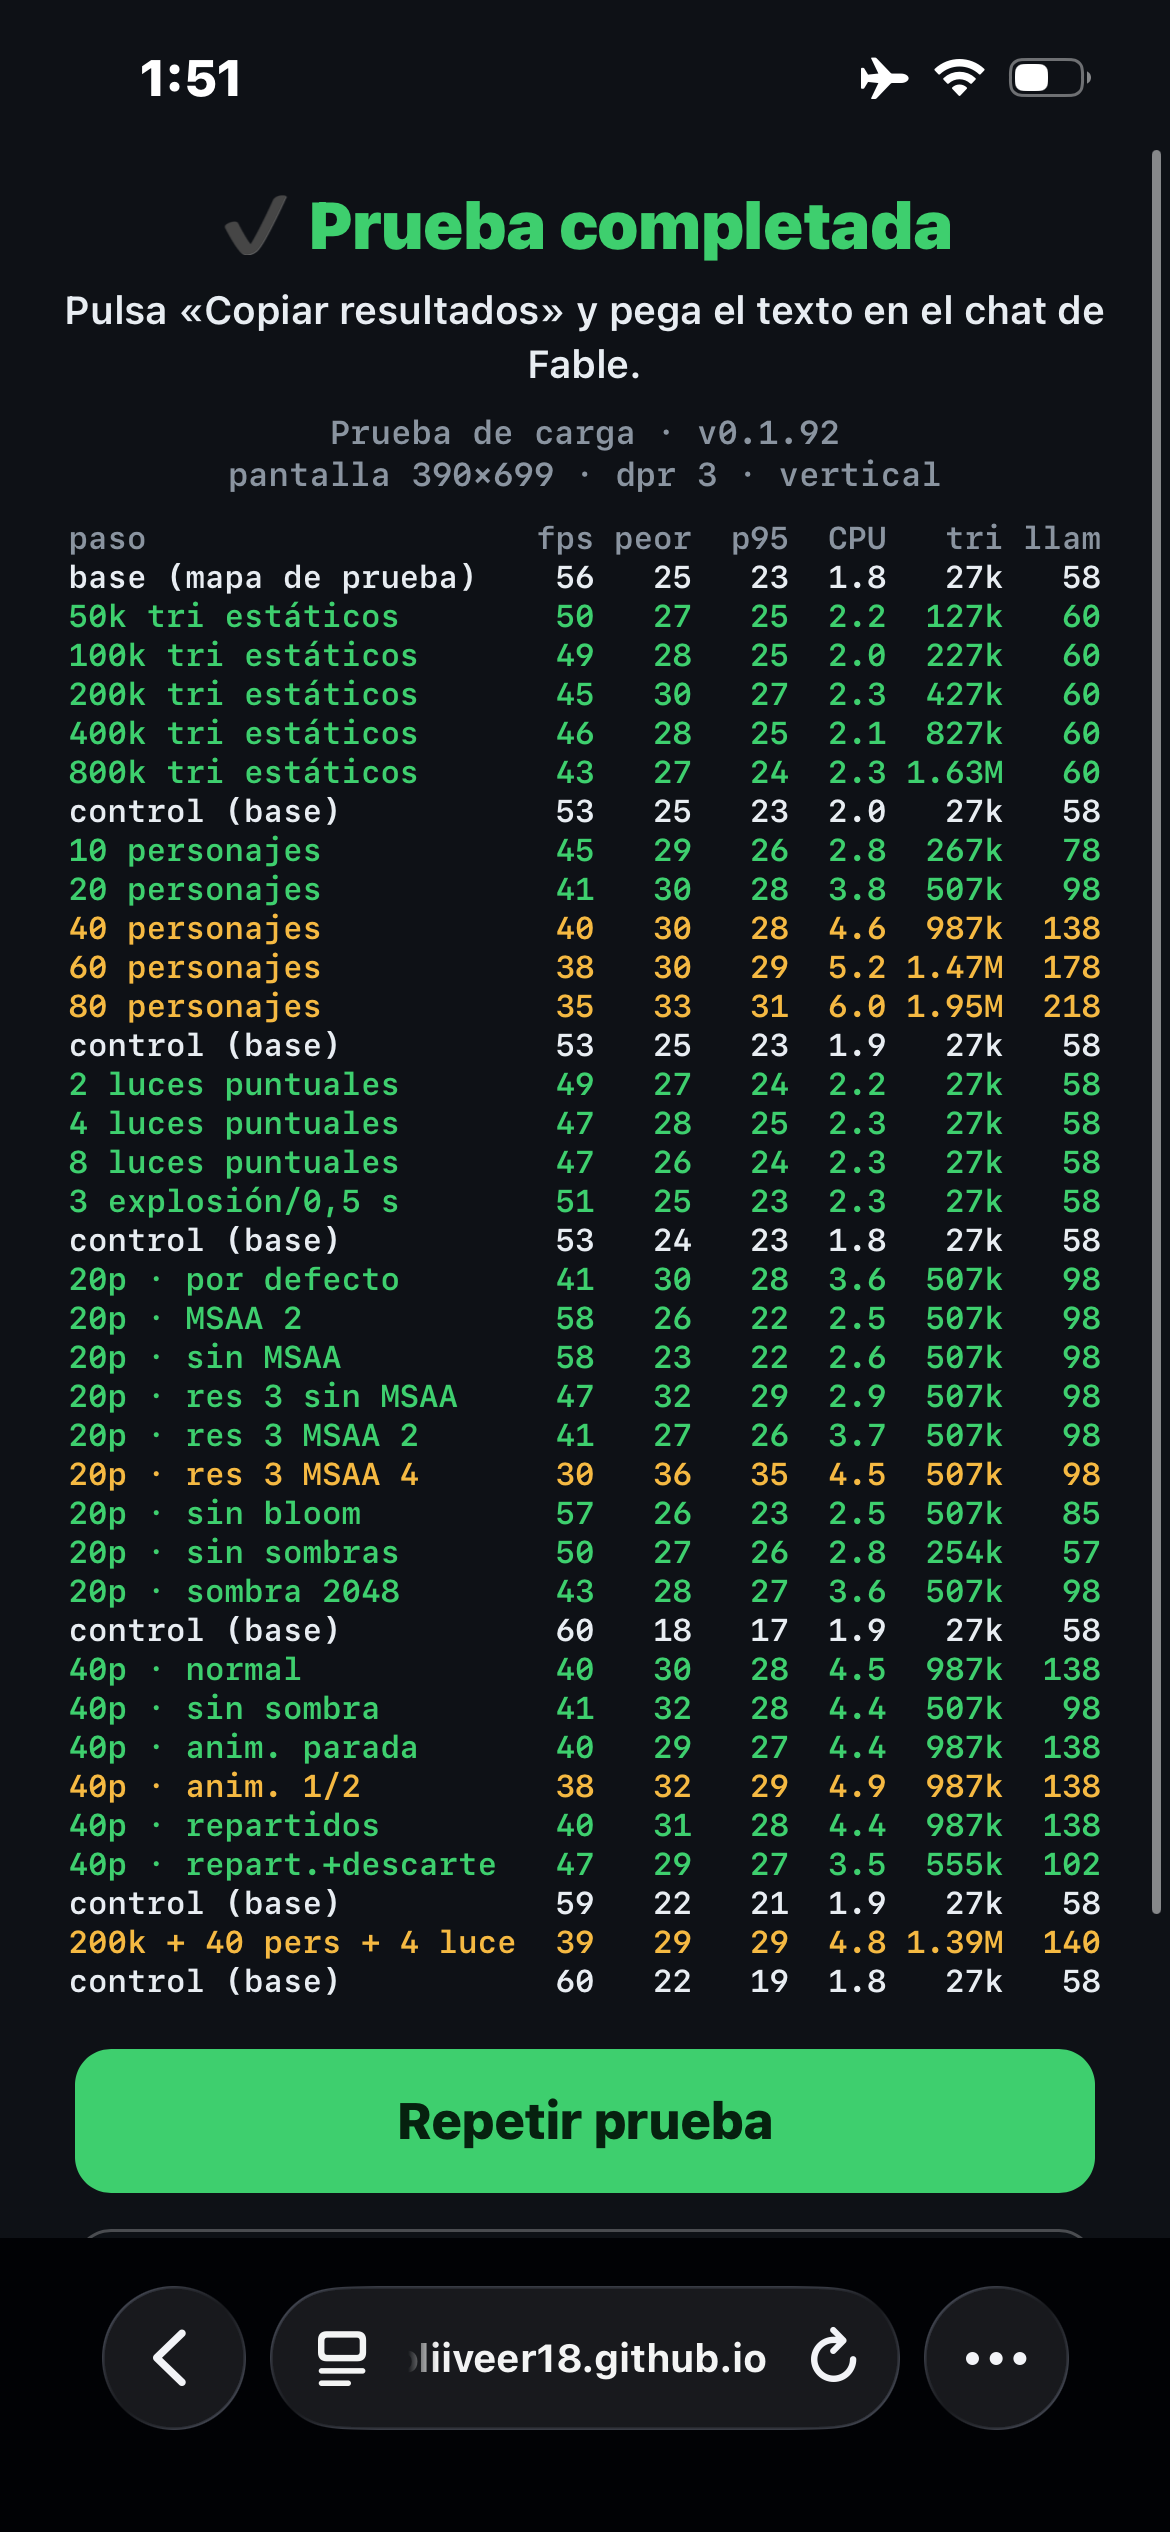 1:51
✔ Prueba completada
Pulsa «Copiar resultados» y pega el texto en el chat de
Fable.
Prueba de carga · v0.1.92
pantalla 390×699 · dpr 3 · vertical
paso fps peor p95 CPU tri llam
base (mapa de prueba) 56 25 23 1.8 27k 58
50k tri estáticos 50 27 25 2.2 127k 60
100k tri estáticos 49 28 25 2.0 227k 60
200k tri estáticos 45 30 27 2.3 427k 60
400k tri estáticos 46 28 25 2.1 827k 60
800k tri estáticos 43 27 24 2.3 1.63M 60
control (base) 53 25 23 2.0 27k 58
10 personajes 45 29 26 2.8 267k 78
20 personajes 41 30 28 3.8 507k 98
40 personajes 40 30 28 4.6 987k 138
60 personajes 38 30 29 5.2 1.47M 178
80 personajes 35 33 31 6.0 1.95M 218
control (base) 53 25 23 1.9 27k 58
2 luces puntuales 49 27 24 2.2 27k 58
4 luces puntuales 47 28 25 2.3 27k 58
8 luces puntuales 47 26 24 2.3 27k 58
3 explosión/0,5 s 51 25 23 2.3 27k 58
control (base) 53 24 23 1.8 27k 58
20p · por defecto 41 30 28 3.6 507k 98
20p · MSAA 2 58 26 22 2.5 507k 98
20p · sin MSAA 58 23 22 2.6 507k 98
20p · res 3 sin MSAA 47 32 29 2.9 507k 98
20p · res 3 MSAA 2 41 27 26 3.7 507k 98
20p · res 3 MSAA 4 30 36 35 4.5 507k 98
20p · sin bloom 57 26 23 2.5 507k 85
20p · sin sombras 50 27 26 2.8 254k 57
20p · sombra 2048 43 28 27 3.6 507k 98
control (base) 60 18 17 1.9 27k 58
40p · normal 40 30 28 4.5 987k 138
40p · sin sombra 41 32 28 4.4 507k 98
40p · anim. parada 40 29 27 4.4 987k 138
40p · anim. 1/2 38 32 29 4.9 987k 138
40p · repartidos 40 31 28 4.4 987k 138
40p · repart.+descarte 47 29 27 3.5 555k 102
control (base) 59 22 21 1.9 27k 58
200k + 40 pers + 4 luce 39 29 29 4.8 1.39M 140
control (base) 60 22 19 1.8 27k 58
Repetir prueba
liiveer18.github.io